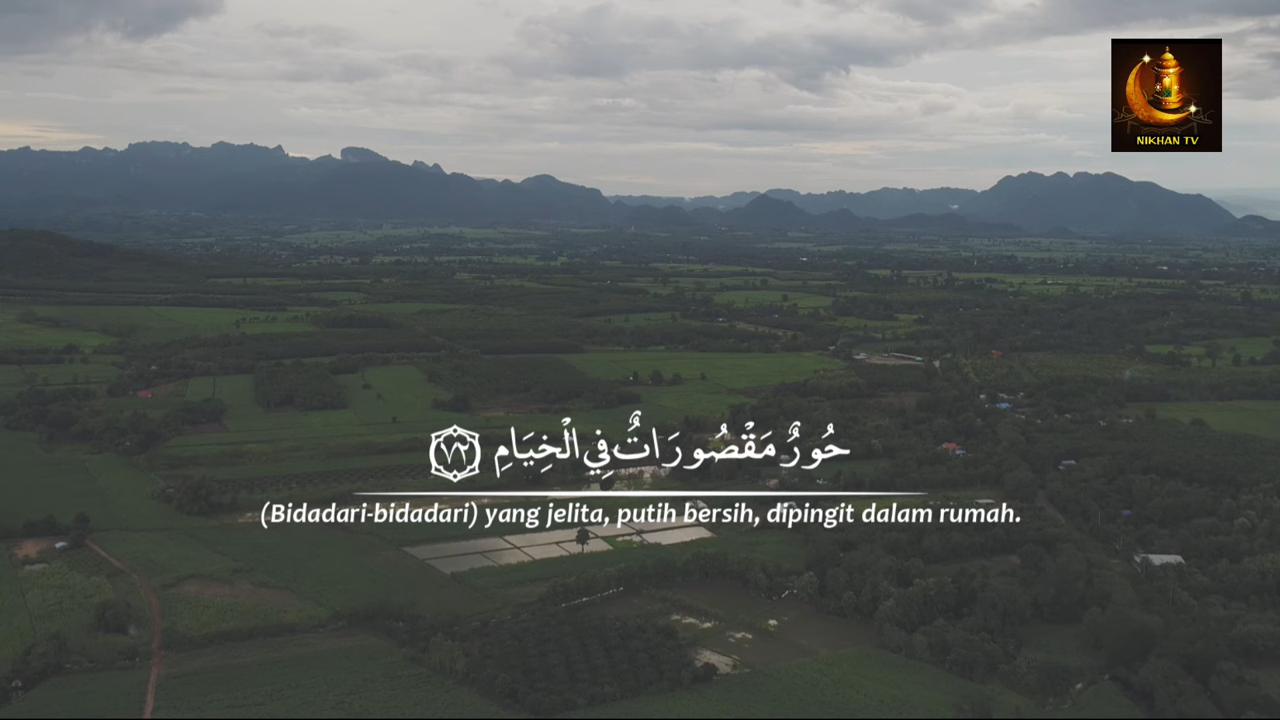 NIKHAN TV
حُورٌ مَقْصُورَاتٌ فِي الْخِيَامِ ٧٢
(Bidadari-bidadari) yang jelita, putih bersih, dipingit dalam rumah.